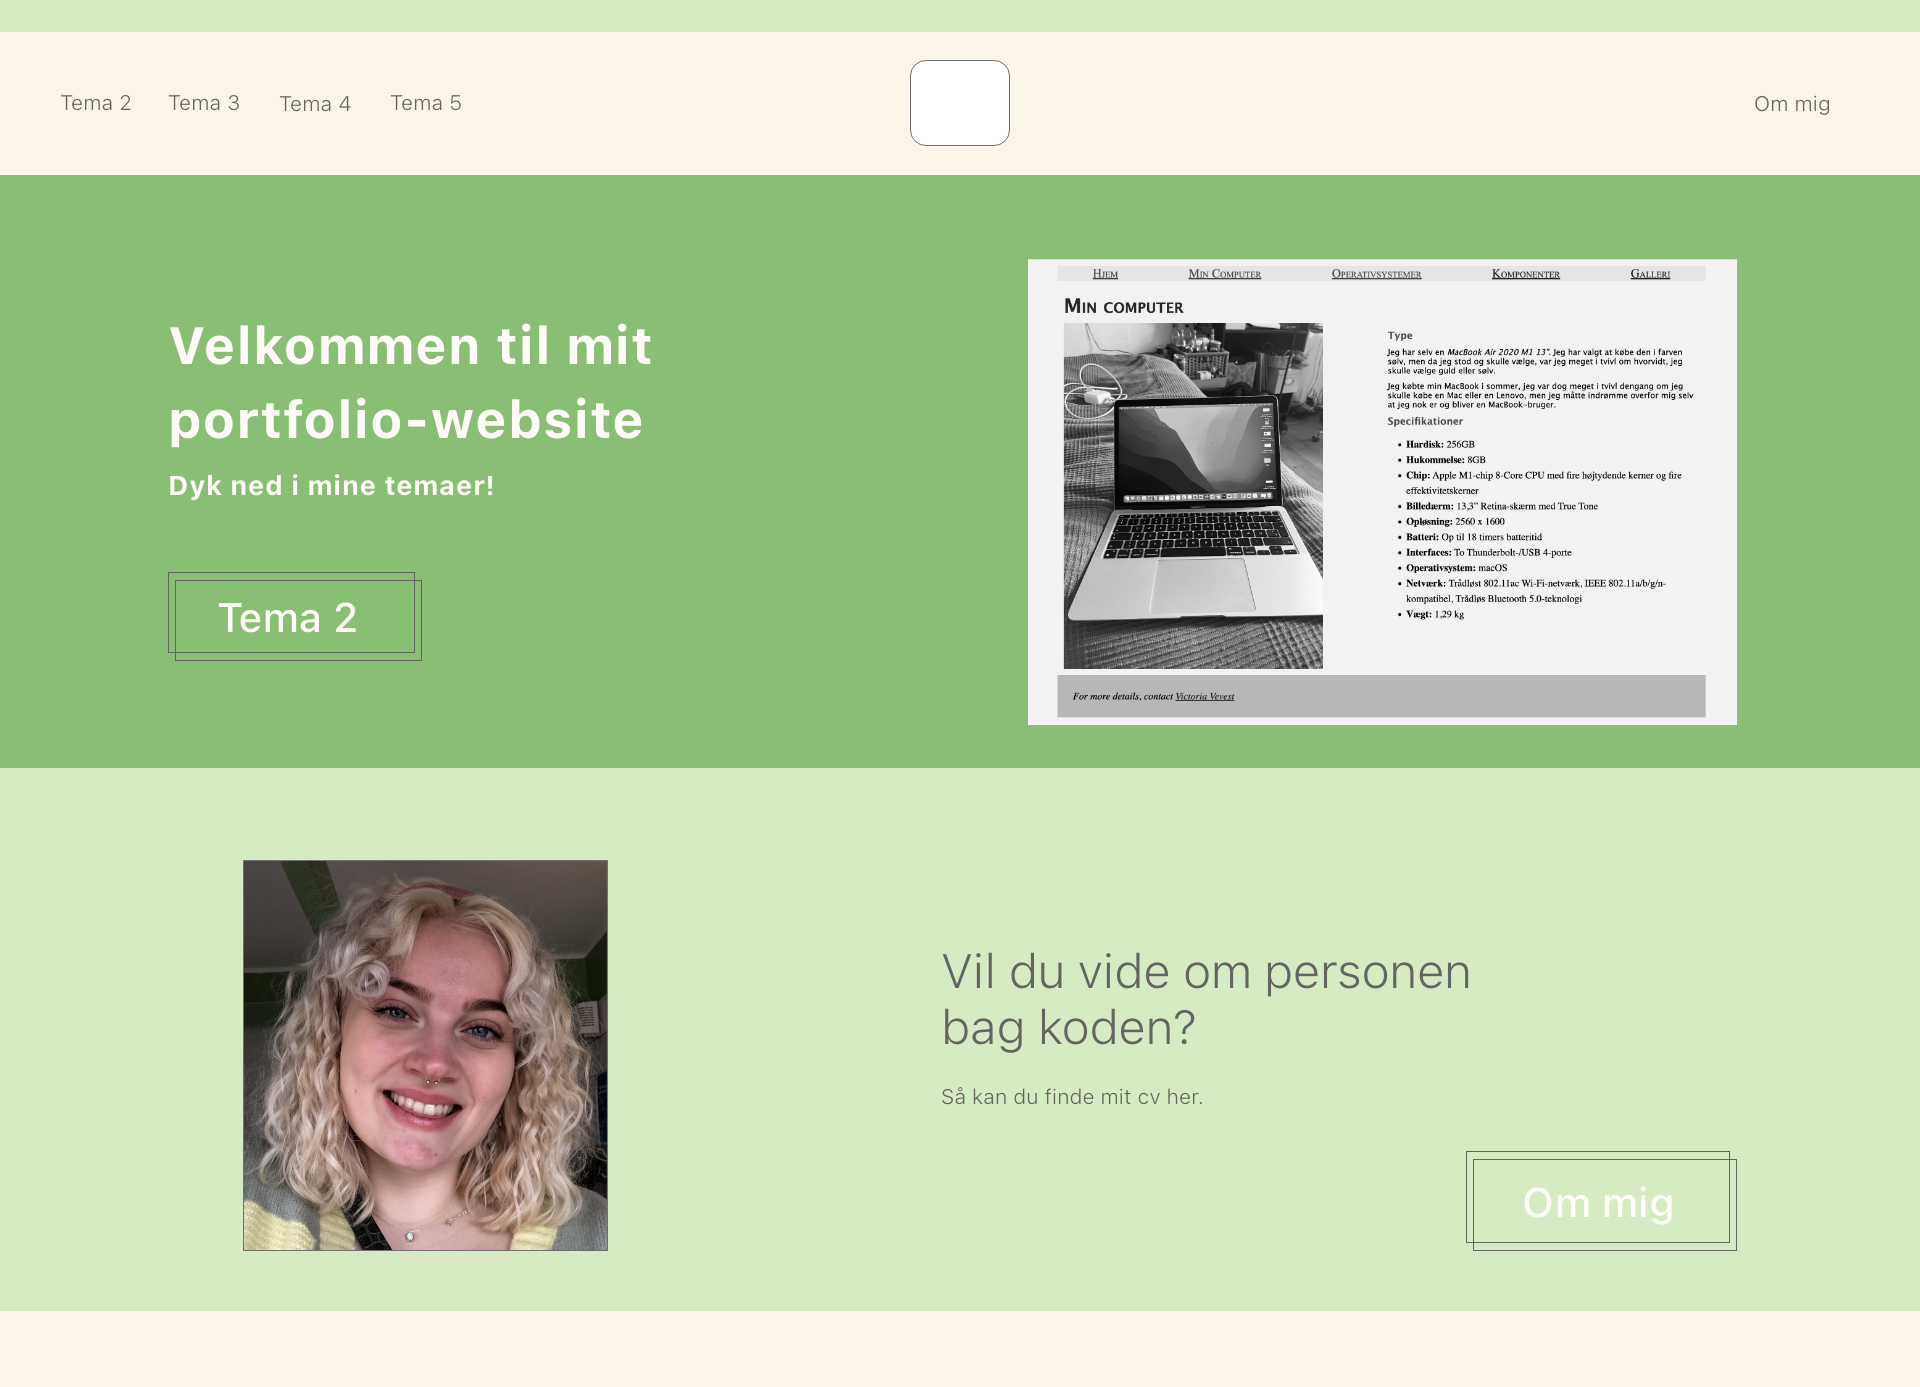 Tema 2 Tema 3 Tema 4 Tema 5 Om mig
Velkommen til mit
portfolio-website
Dyk ned i mine temaer!
Tema 2
Hjem Min Computer Operativsystemer Komponenter Galleri
Min computer
Type
Jeg har selv en MacBook Air 2020 M1 13". Jeg har valgt at købe den i farven
sølv, men da jeg stod og skulle vælge, var jeg meget i tvivl om hvorvidt, jeg
skulle vælge guld eller sølv.
Jeg købte min MacBook i sommer, jeg var dog meget i tvivl dengang om jeg
skulle købe en Mac eller en Lenovo, men jeg måtte indrømme overfor mig selv
at jeg nok er og bliver en MacBook-bruger.
Specifikationer
• Hardisk: 256GB
• Hukommelse: 8GB
• Chip: Apple M1-chip 8-Core CPU med fire højtydende kerner og fire
effektivitetskerner
• Billedærm: 13,3" Retina-skærm med True Tone
• Opløsning: 2560 x 1600
• Batteri: Op til 18 timers batteritid
• Interfaces: To Thunderbolt-/USB 4-porte
• Operativsystem: macOS
• Netværk: Trådløst 802.11ac Wi-Fi-netværk, IEEE 802.11a/b/g/n-
kompatibel, Trådløs Bluetooth 5.0-teknologi
• Vægt: 1,29 kg
For more details, contact Victoria Vevest
Vil du vide om personen
bag koden?
Så kan du finde mit cv her.
Om mig